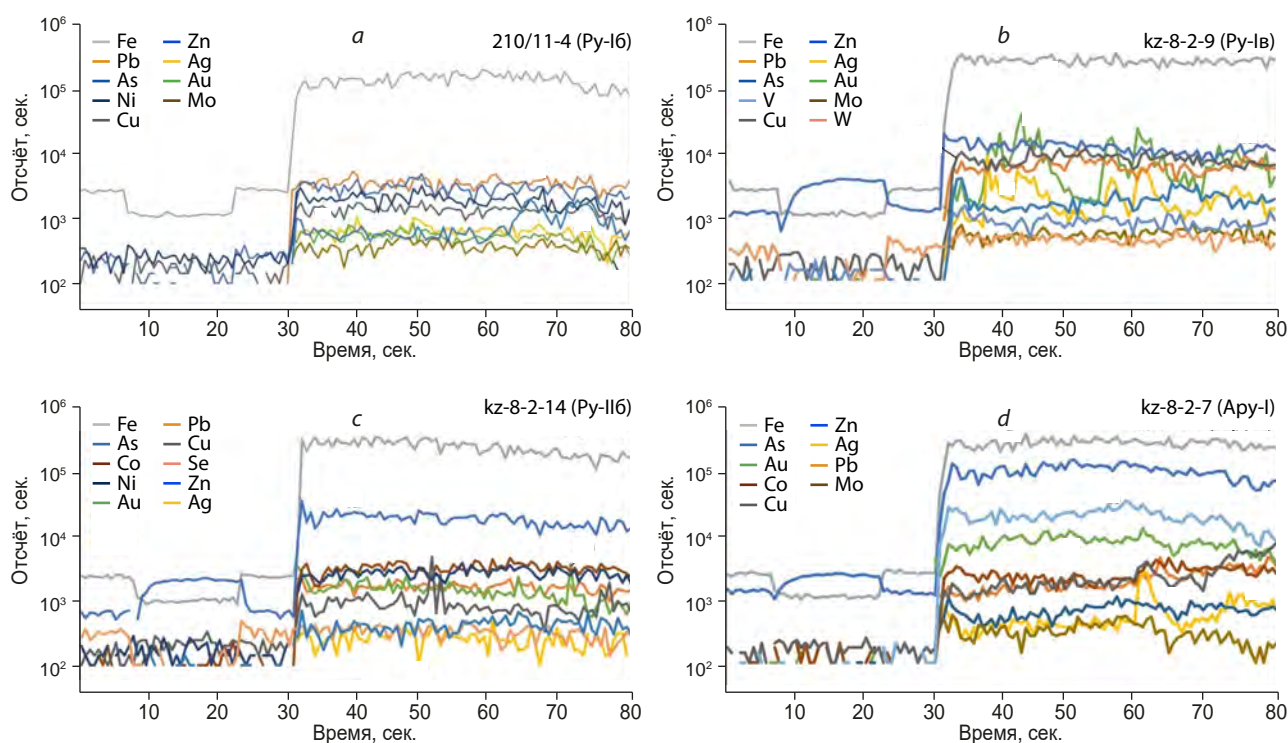 a
210/11-4 (Py-Iб)
Fe Zn
Pb Ag
As Au
Ni Mo
Cu
Отсчёт, сек.
10⁶
10⁵
10⁴
10³
10²
10 20 30 40 50 60 70 80
Время, сек.
b
kz-8-2-9 (Py-Iв)
Fe Zn
Pb Ag
As Au
V Mo
Cu W
Отсчёт, сек.
10⁶
10⁵
10⁴
10³
10²
10 20 30 40 50 60 70 80
Время, сек.
c
kz-8-2-14 (Py-IIб)
Fe Pb
As Cu
Co Se
Ni Zn
Au Ag
Отсчёт, сек.
10⁶
10⁵
10⁴
10³
10²
10 20 30 40 50 60 70 80
Время, сек.
d
kz-8-2-7 (Apy-I)
Fe Zn
As Ag
Au Pb
Co Mo
Cu
Отсчёт, сек.
10⁶
10⁵
10⁴
10³
10²
10 20 30 40 50 60 70 80
Время, сек.